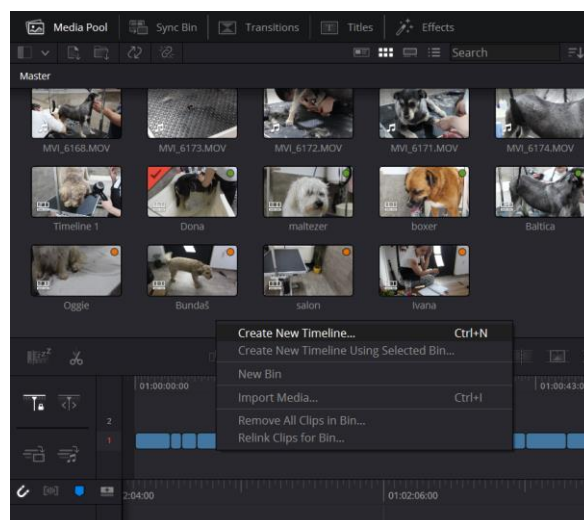 Media Pool Sync Bin Transitions Titles Effects
Search
Master
MVI_6168.MOV MVI_6173.MOV MVI_6172.MOV MVI_6171.MOV MVI_6174.MOV
Timeline 1 Dona maltezer boxer Baltica
Oggie Bundaš salon Ivana
Create New Timeline... Ctrl+N
Create New Timeline Using Selected Bin...
New Bin
Import Media... Ctrl+I
Remove All Clips in Bin...
Relink Clips for Bin...
01:00:00:00 01:00:43:0
2
1
2:04:00 01:02:06:00